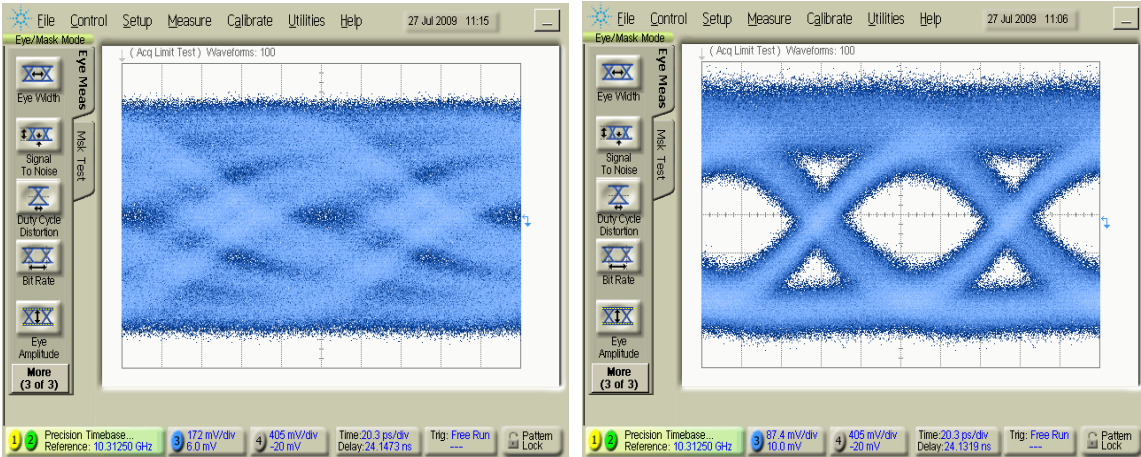 File Control Setup Measure Calibrate Utilities Help 27 Jul 2009 11:15
Eye/Mask Mode
( Acq Limit Test ) Waveforms: 100
Eye Meas
Msk Test
Eye Width
Signal
To Noise
Duty Cycle
Distortion
Bit Rate
Eye
Amplitude
More
(3 of 3)
1 2 Precision Timebase...
Reference: 10.31250 GHz
3 172 mV/div
6.0 mV
4 405 mV/div
-20 mV
Time:20.3 ps/div
Delay:24.1473 ns
Trig: Free Run
---
Pattern
Lock
File Control Setup Measure Calibrate Utilities Help 27 Jul 2009 11:06
Eye/Mask Mode
( Acq Limit Test ) Waveforms: 100
Eye Meas
Msk Test
Eye Width
Signal
To Noise
Duty Cycle
Distortion
Bit Rate
Eye
Amplitude
More
(3 of 3)
1 2 Precision Timebase...
Reference: 10.31250 GHz
3 87.4 mV/div
10.0 mV
4 405 mV/div
-20 mV
Time:20.3 ps/div
Delay:24.1319 ns
Trig: Free Run
---
Pattern
Lock